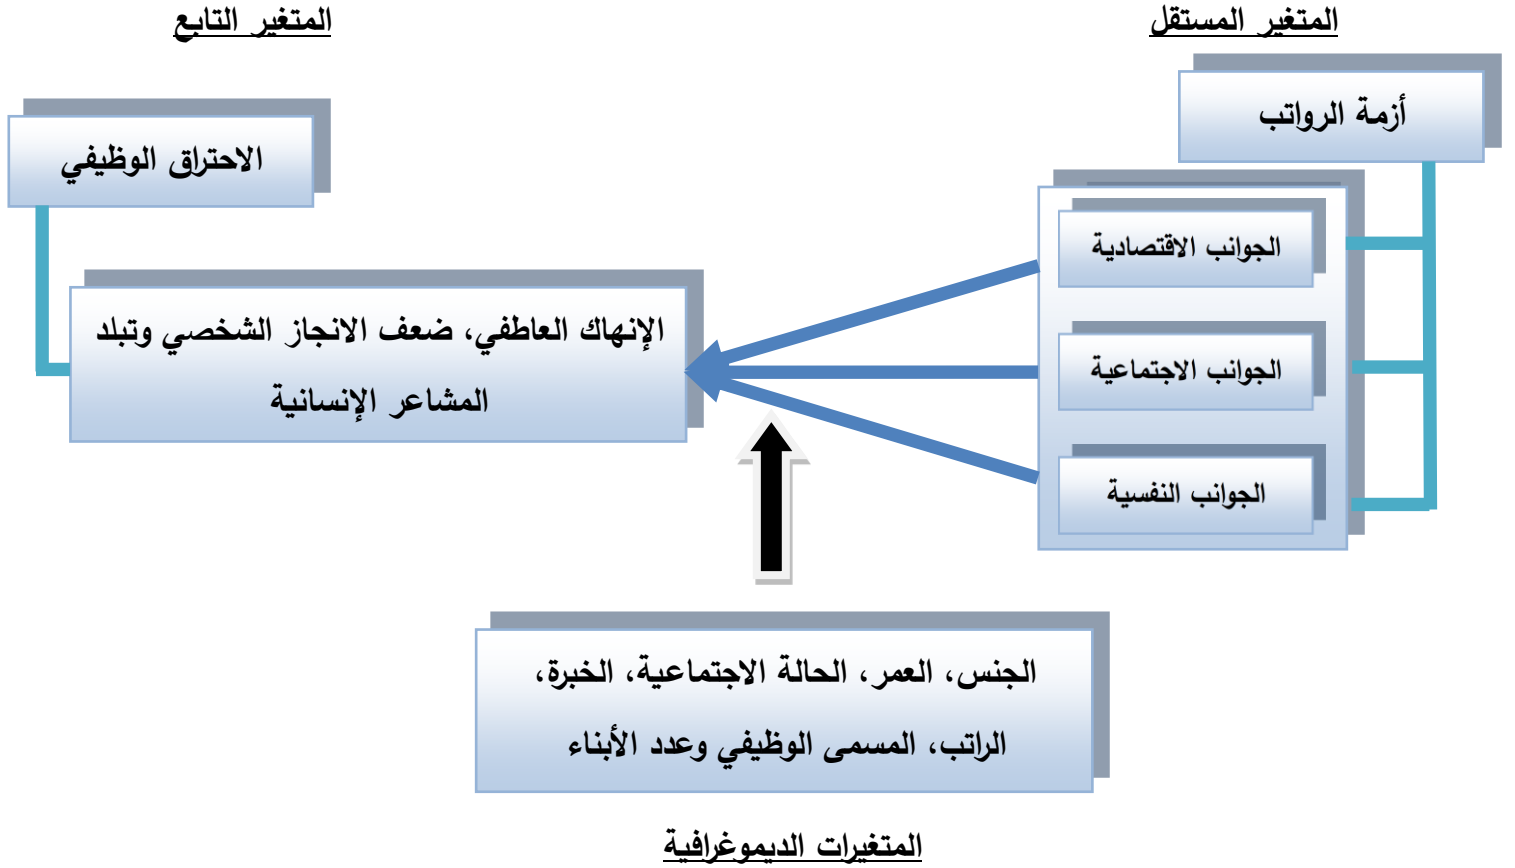 المتغير المستقل
المتغير التابع
أزمة الرواتب
الاحتراق الوظيفي
الجوانب الاقتصادية
الجوانب الاجتماعية
الجوانب النفسية
الإنهاك العاطفي، ضعف الانجاز الشخصي وتبلد
المشاعر الإنسانية
الجنس، العمر، الحالة الاجتماعية، الخبرة،
الراتب، المسمى الوظيفي وعدد الأبناء
المتغيرات الديموغرافية